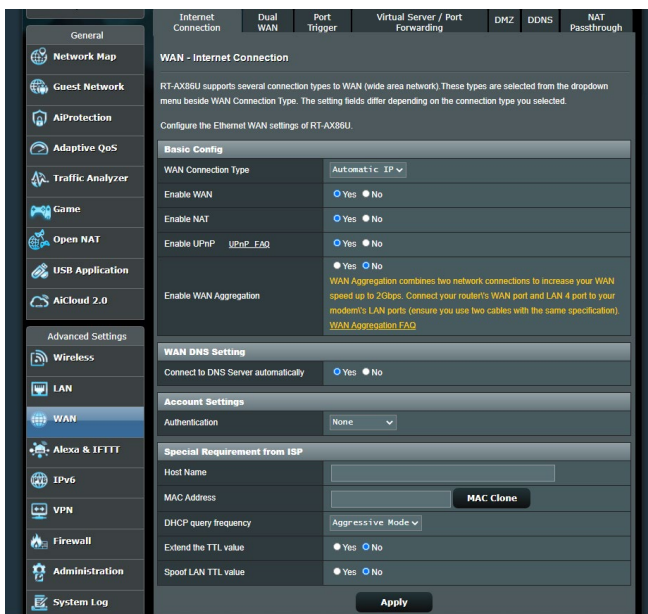 Internet Connection
Dual WAN
Port Trigger
Virtual Server / Port Forwarding
DMZ
DDNS
NAT Passthrough
General
Network Map
Guest Network
AiProtection
Adaptive QoS
Traffic Analyzer
Game
Open NAT
USB Application
AiCloud 2.0
Advanced Settings
Wireless
LAN
WAN
Alexa & IFTTT
IPv6
VPN
Firewall
Administration
System Log
WAN - Internet Connection
RT-AX86U supports several connection types to WAN (wide area network).These types are selected from the dropdown
menu beside WAN Connection Type. The setting fields differ depending on the connection type you selected.
Configure the Ethernet WAN settings of RT-AX86U.
Basic Config
WAN Connection Type Automatic IP
Enable WAN Yes No
Enable NAT Yes No
Enable UPnP UPnP FAQ Yes No
Enable WAN Aggregation Yes No
WAN Aggregation combines two network connections to increase your WAN
speed up to 2Gbps. Connect your router\'s WAN port and LAN 4 port to your
modem\'s LAN ports (ensure you use two cables with the same specification).
WAN Aggregation FAQ
WAN DNS Setting
Connect to DNS Server automatically Yes No
Account Settings
Authentication None
Special Requirement from ISP
Host Name
MAC Address MAC Clone
DHCP query frequency Aggressive Mode
Extend the TTL value Yes No
Spoof LAN TTL value Yes No
Apply